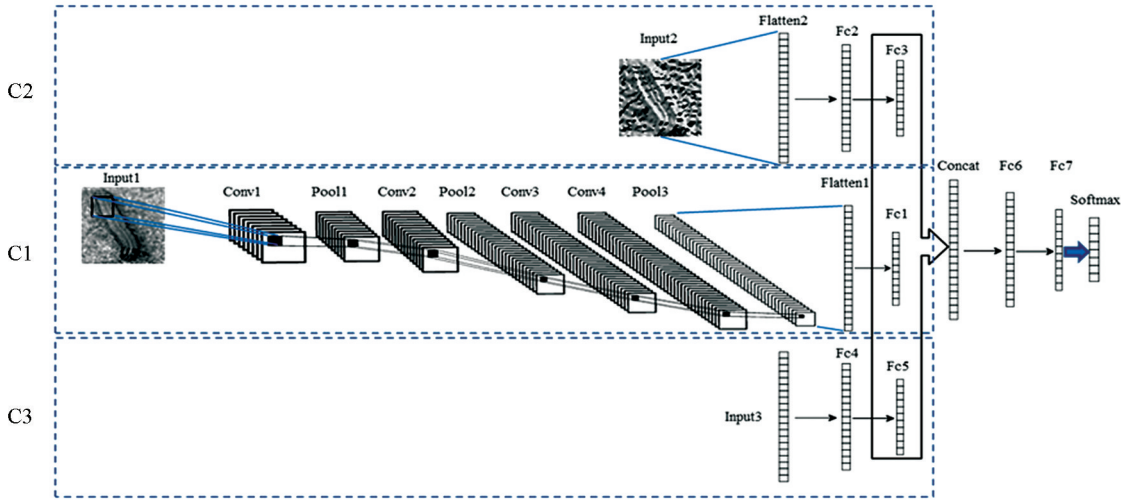 C2
Input2
Flatten2
Fc2
Fc3
C1
Input1
Conv1
Pool1
Conv2
Pool2
Conv3
Conv4
Pool3
Flatten1
Fc1
Concat
Fc6
Fc7
Softmax
C3
Input3
Fc4
Fc5